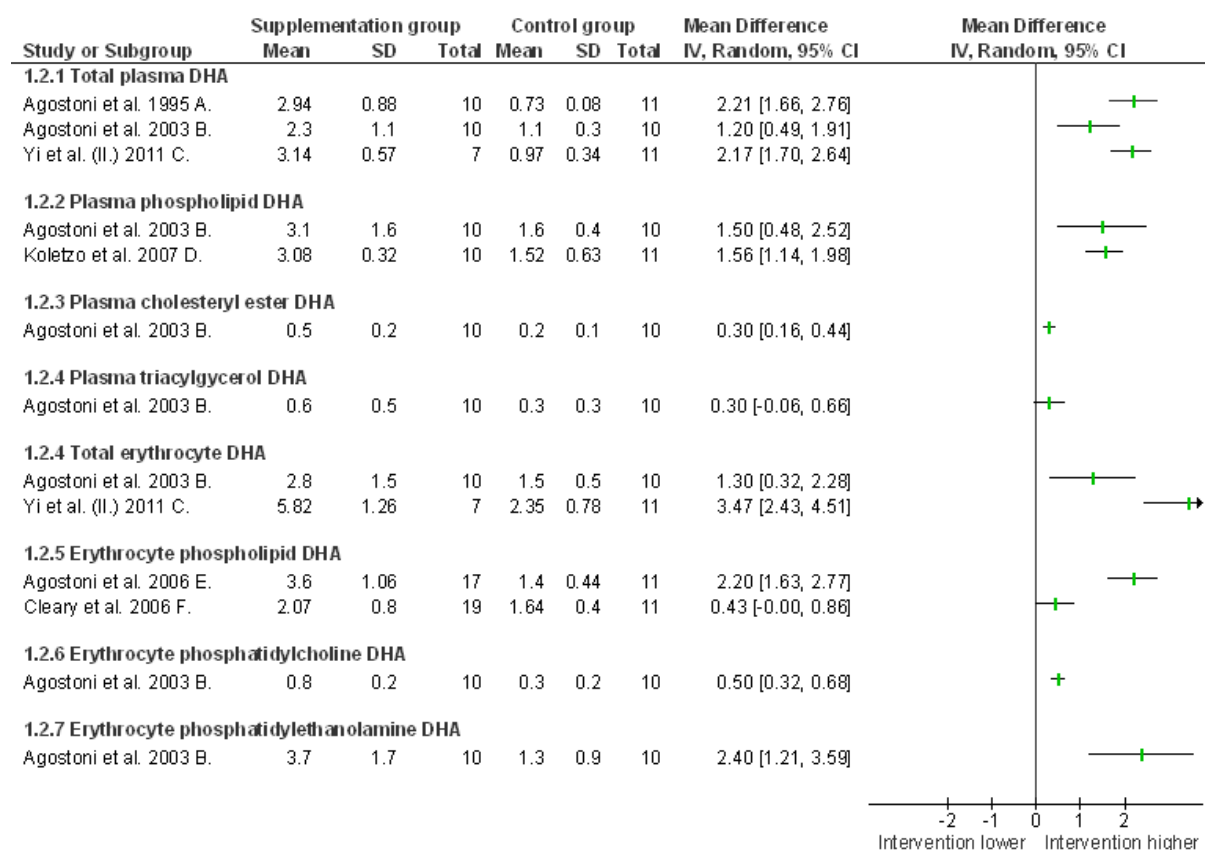 Supplementation group Control group Mean Difference Mean Difference
Study or Subgroup Mean SD Total Mean SD Total IV, Random, 95% CI IV, Random, 95% CI
1.2.1 Total plasma DHA
Agostoni et al. 1995 A. 2.94 0.88 10 0.73 0.08 11 2.21 [1.66, 2.76]
Agostoni et al. 2003 B. 2.3 1.1 10 1.1 0.3 10 1.20 [0.49, 1.91]
Yi et al. (II.) 2011 C. 3.14 0.57 7 0.97 0.34 11 2.17 [1.70, 2.64]
1.2.2 Plasma phospholipid DHA
Agostoni et al. 2003 B. 3.1 1.6 10 1.6 0.4 10 1.50 [0.48, 2.52]
Koletzo et al. 2007 D. 3.08 0.32 10 1.52 0.63 11 1.56 [1.14, 1.98]
1.2.3 Plasma cholesteryl ester DHA
Agostoni et al. 2003 B. 0.5 0.2 10 0.2 0.1 10 0.30 [0.16, 0.44]
1.2.4 Plasma triacylgycerol DHA
Agostoni et al. 2003 B. 0.6 0.5 10 0.3 0.3 10 0.30 [-0.06, 0.66]
1.2.4 Total erythrocyte DHA
Agostoni et al. 2003 B. 2.8 1.5 10 1.5 0.5 10 1.30 [0.32, 2.28]
Yi et al. (II.) 2011 C. 5.82 1.26 7 2.35 0.78 11 3.47 [2.43, 4.51]
1.2.5 Erythrocyte phospholipid DHA
Agostoni et al. 2006 E. 3.6 1.06 17 1.4 0.44 11 2.20 [1.63, 2.77]
Cleary et al. 2006 F. 2.07 0.8 19 1.64 0.4 11 0.43 [-0.00, 0.86]
1.2.6 Erythrocyte phosphatidylcholine DHA
Agostoni et al. 2003 B. 0.8 0.2 10 0.3 0.2 10 0.50 [0.32, 0.68]
1.2.7 Erythrocyte phosphatidylethanolamine DHA
Agostoni et al. 2003 B. 3.7 1.7 10 1.3 0.9 10 2.40 [1.21, 3.59]
-2 -1 0 1 2
Intervention lower Intervention higher